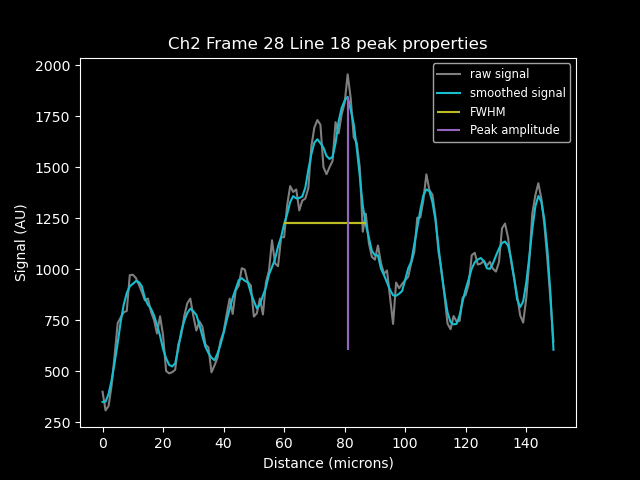 Ch2 Frame 28 Line 18 peak properties
raw signal
smoothed signal
FWHM
Peak amplitude
Signal (AU)
2000
1750
1500
1250
1000
750
500
250
0 20 40 60 80 100 120 140
Distance (microns)